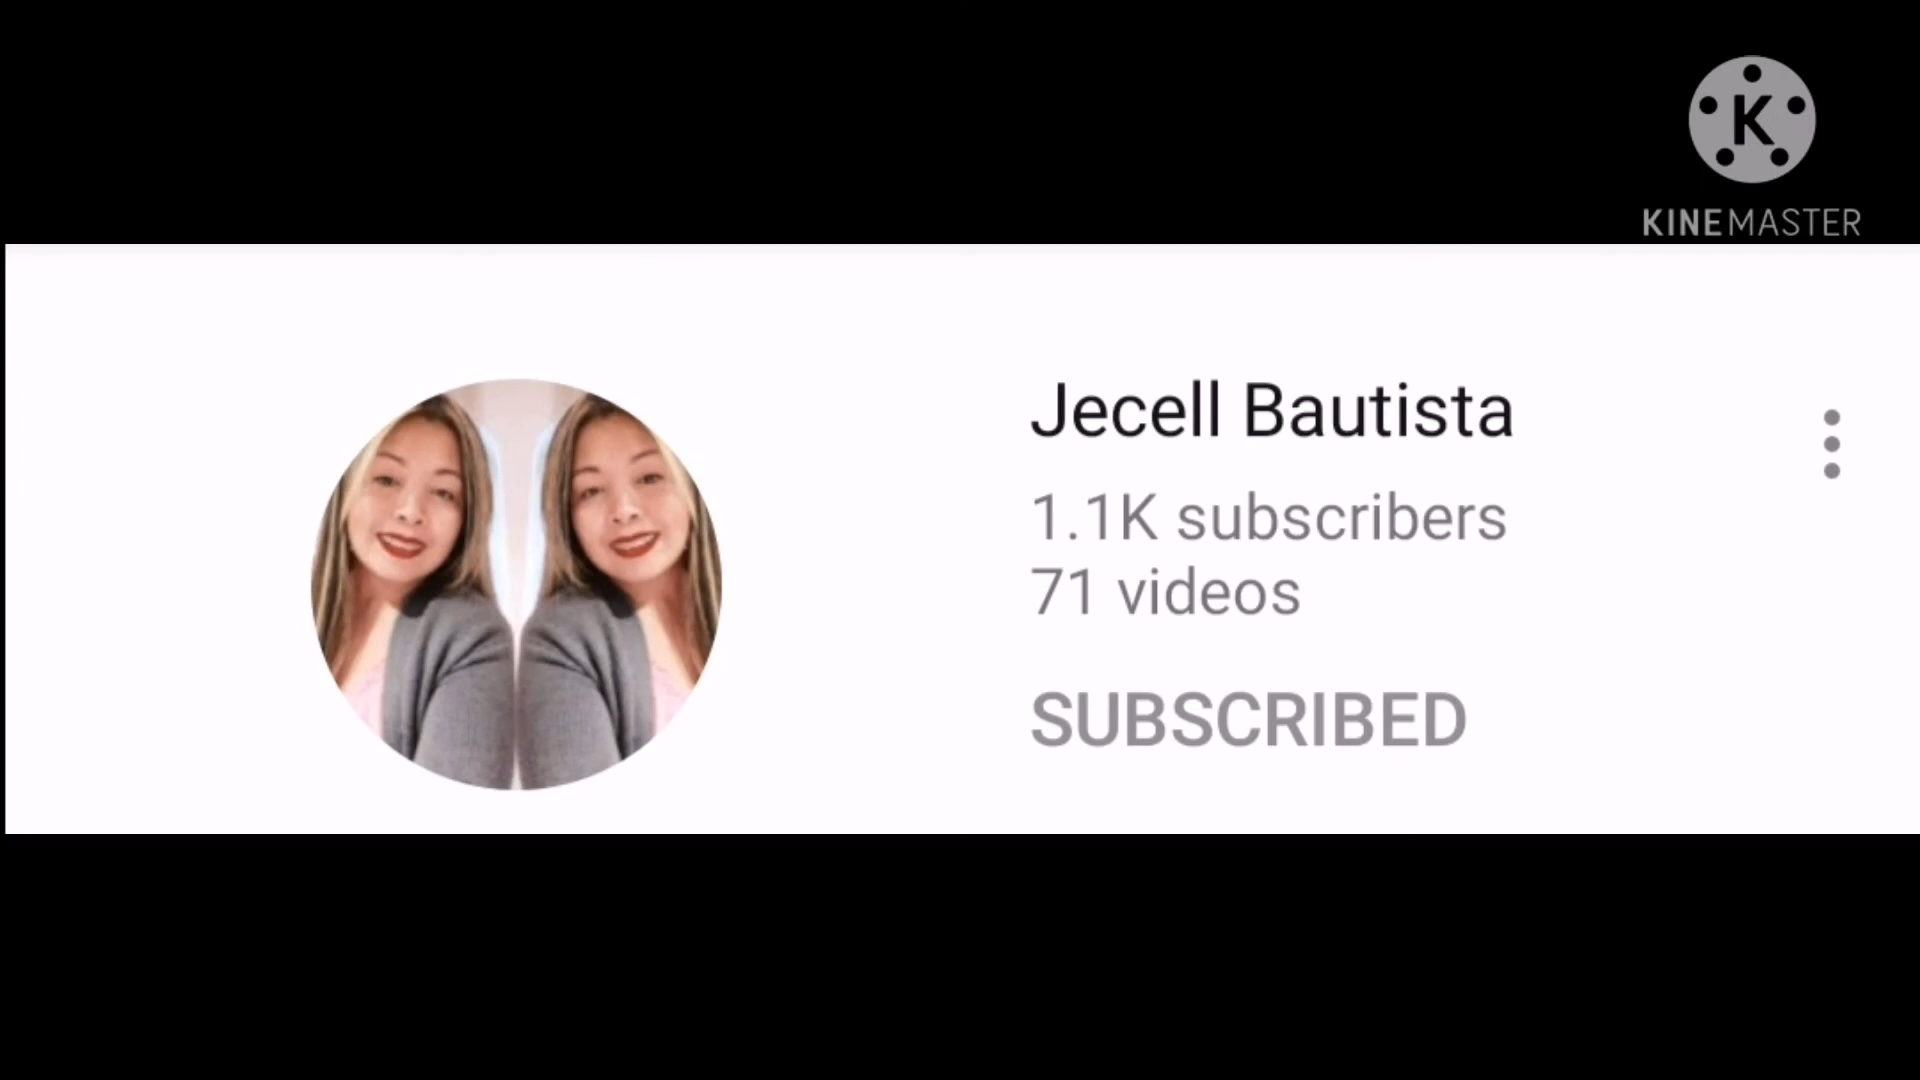 K
KINEMASTER
Jecell Bautista
1.1K subscribers
71 videos
SUBSCRIBED